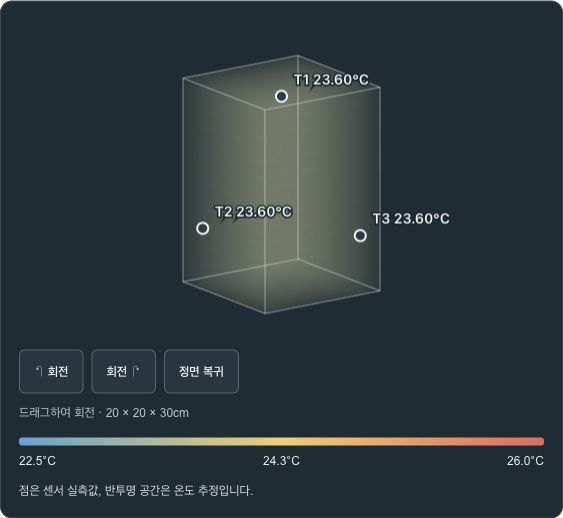 T1 23.60°C
T2 23.60°C
T3 23.60°C
↰ 회전 회전 ↱ 정면 복귀
드래그하여 회전 · 20 × 20 × 30cm
22.5°C 24.3°C 26.0°C
점은 센서 실측값, 반투명 공간은 온도 추정입니다.